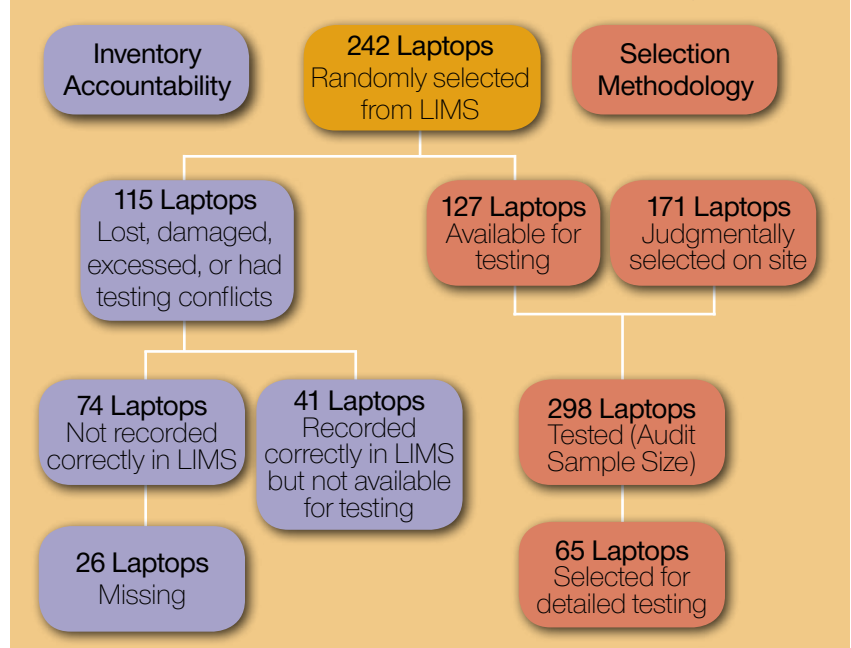 Inventory
Accountability
242 Laptops
Randomly selected
from LIMS
Selection
Methodology
115 Laptops
Lost, damaged,
excessed, or had
testing conflicts
127 Laptops
Available for
testing
171 Laptops
Judgmentally
selected on site
74 Laptops
Not recorded
correctly in LIMS
41 Laptops
Recorded
correctly in LIMS
but not available
for testing
298 Laptops
Tested (Audit
Sample Size)
26 Laptops
Missing
65 Laptops
Selected for
detailed testing